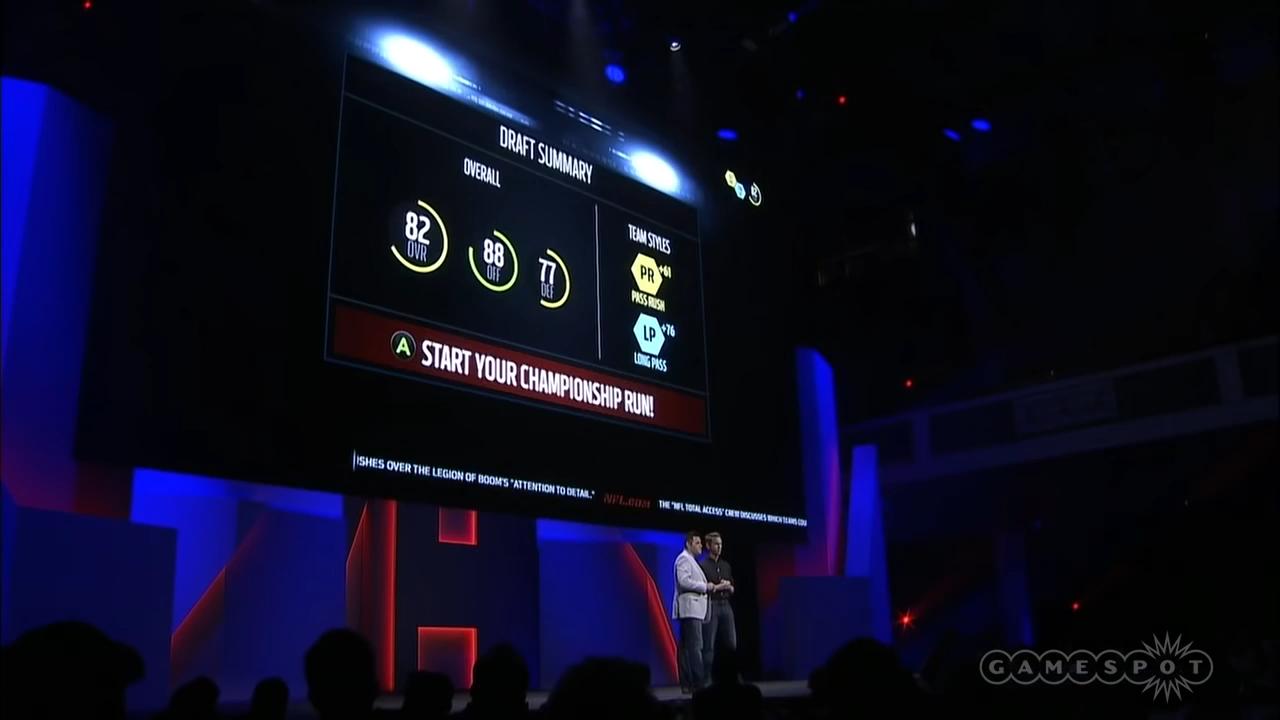 DRAFT SUMMARY
OVERALL
82
OVR
88
OFF
77
DEF
TEAM STYLES
PR
+61
PASS RUSH
LP
+76
LONG PASS
A START YOUR CHAMPIONSHIP RUN!
ISHES OVER THE LEGION OF BOOM'S "ATTENTION TO DETAIL." NFL.COM THE "NFL TOTAL ACCESS" CREW DISCUSSES WHICH TEAMS COU
GAMESPOT